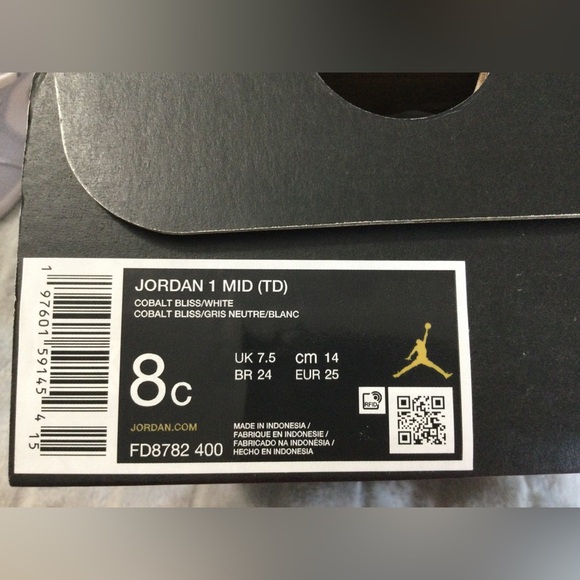 JORDAN 1 MID (TD)
COBALT BLISS/WHITE
COBALT BLISS/GRIS NEUTRE/BLANC
8C
UK 7.5 cm 14
BR 24 EUR 25
RFID
JORDAN.COM
FD8782 400
MADE IN INDONESIA /
FABRIQUE EN INDONESIE /
FABRICADO NA INDONÉSIA /
HECHO EN INDONESIA
1 97601 59145 4 15